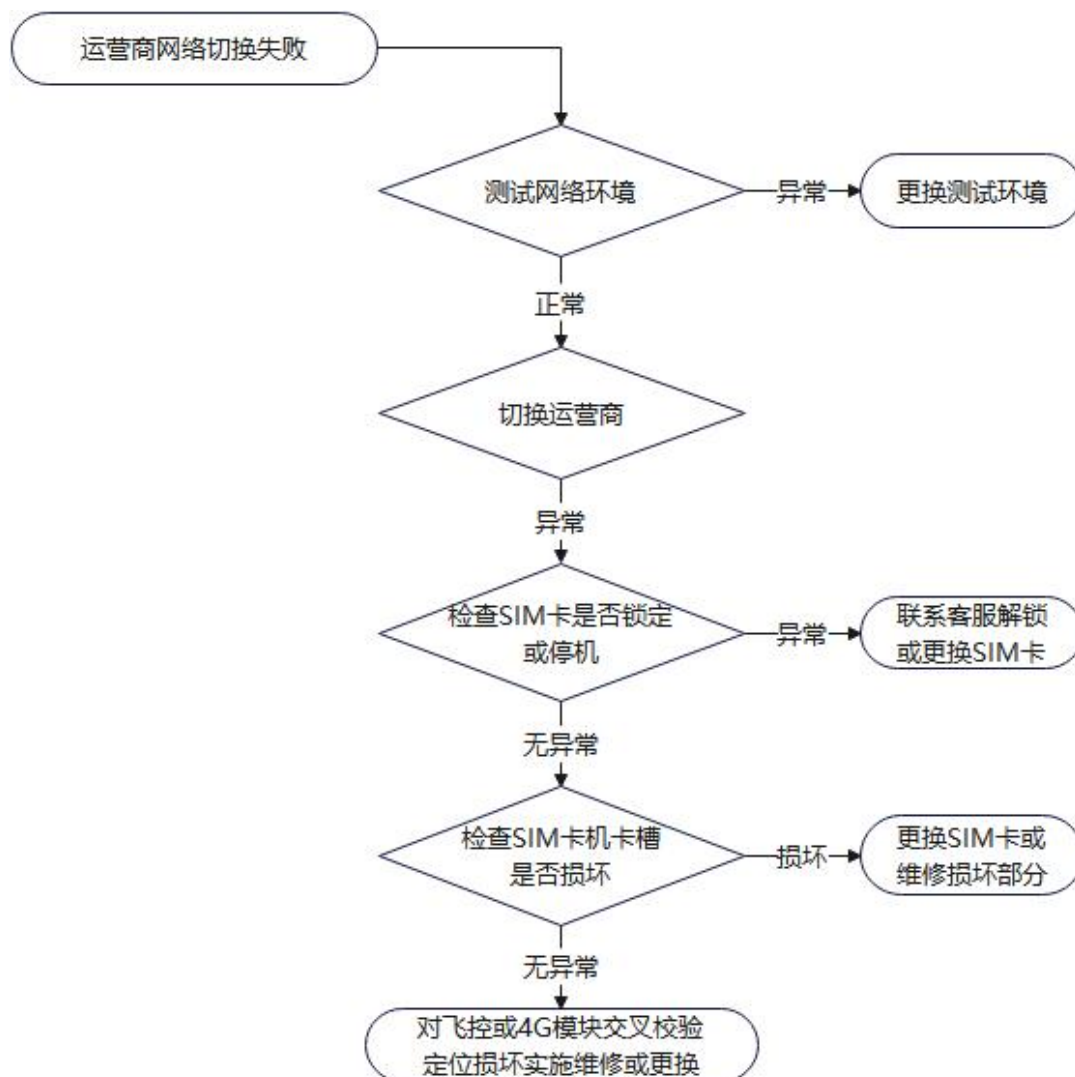 运营商网络切换失败
测试网络环境
异常
更换测试环境
正常
切换运营商
异常
检查SIM卡是否锁定
或停机
异常
联系客服解锁
或更换SIM卡
无异常
检查SIM卡机卡槽
是否损坏
损坏
更换SIM卡或
维修损坏部分
无异常
对飞控或4G模块交叉校验
定位损坏实施维修或更换